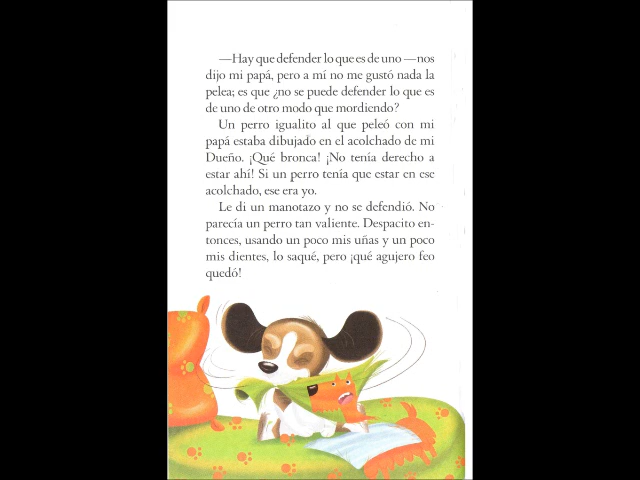 —Hay que defender lo que es de uno —nos
dijo mi papá, pero a mí no me gustó nada la
pelea; es que ¿no se puede defender lo que es
de uno de otro modo que mordiendo?
Un perro igualito al que peleó con mi
papá estaba dibujado en el acolchado de mi
Dueño. ¡Qué bronca! ¡No tenía derecho a
estar ahí! Si un perro tenía que estar en ese
acolchado, ese era yo.
Le di un manotazo y no se defendió. No
parecía un perro tan valiente. Despacito en-
tonces, usando un poco mis uñas y un poco
mis dientes, lo saqué, pero ¡qué agujero feo
quedó!